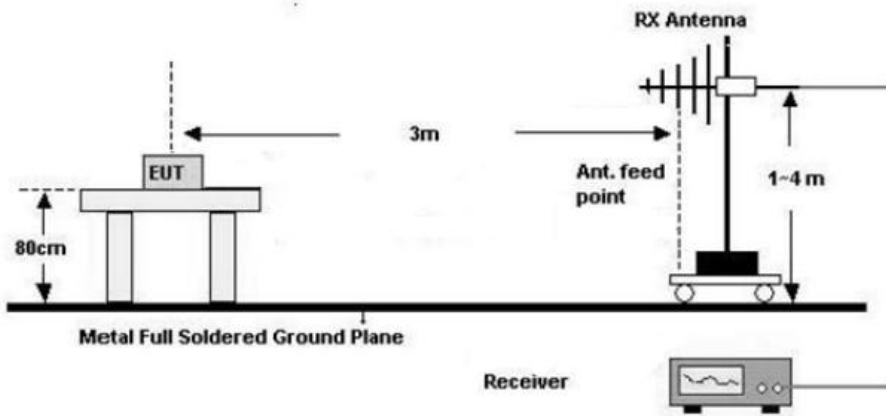 RX Antenna
3m
EUT
Ant. feed
point
1~4 m
80cm
Metal Full Soldered Ground Plane
Receiver